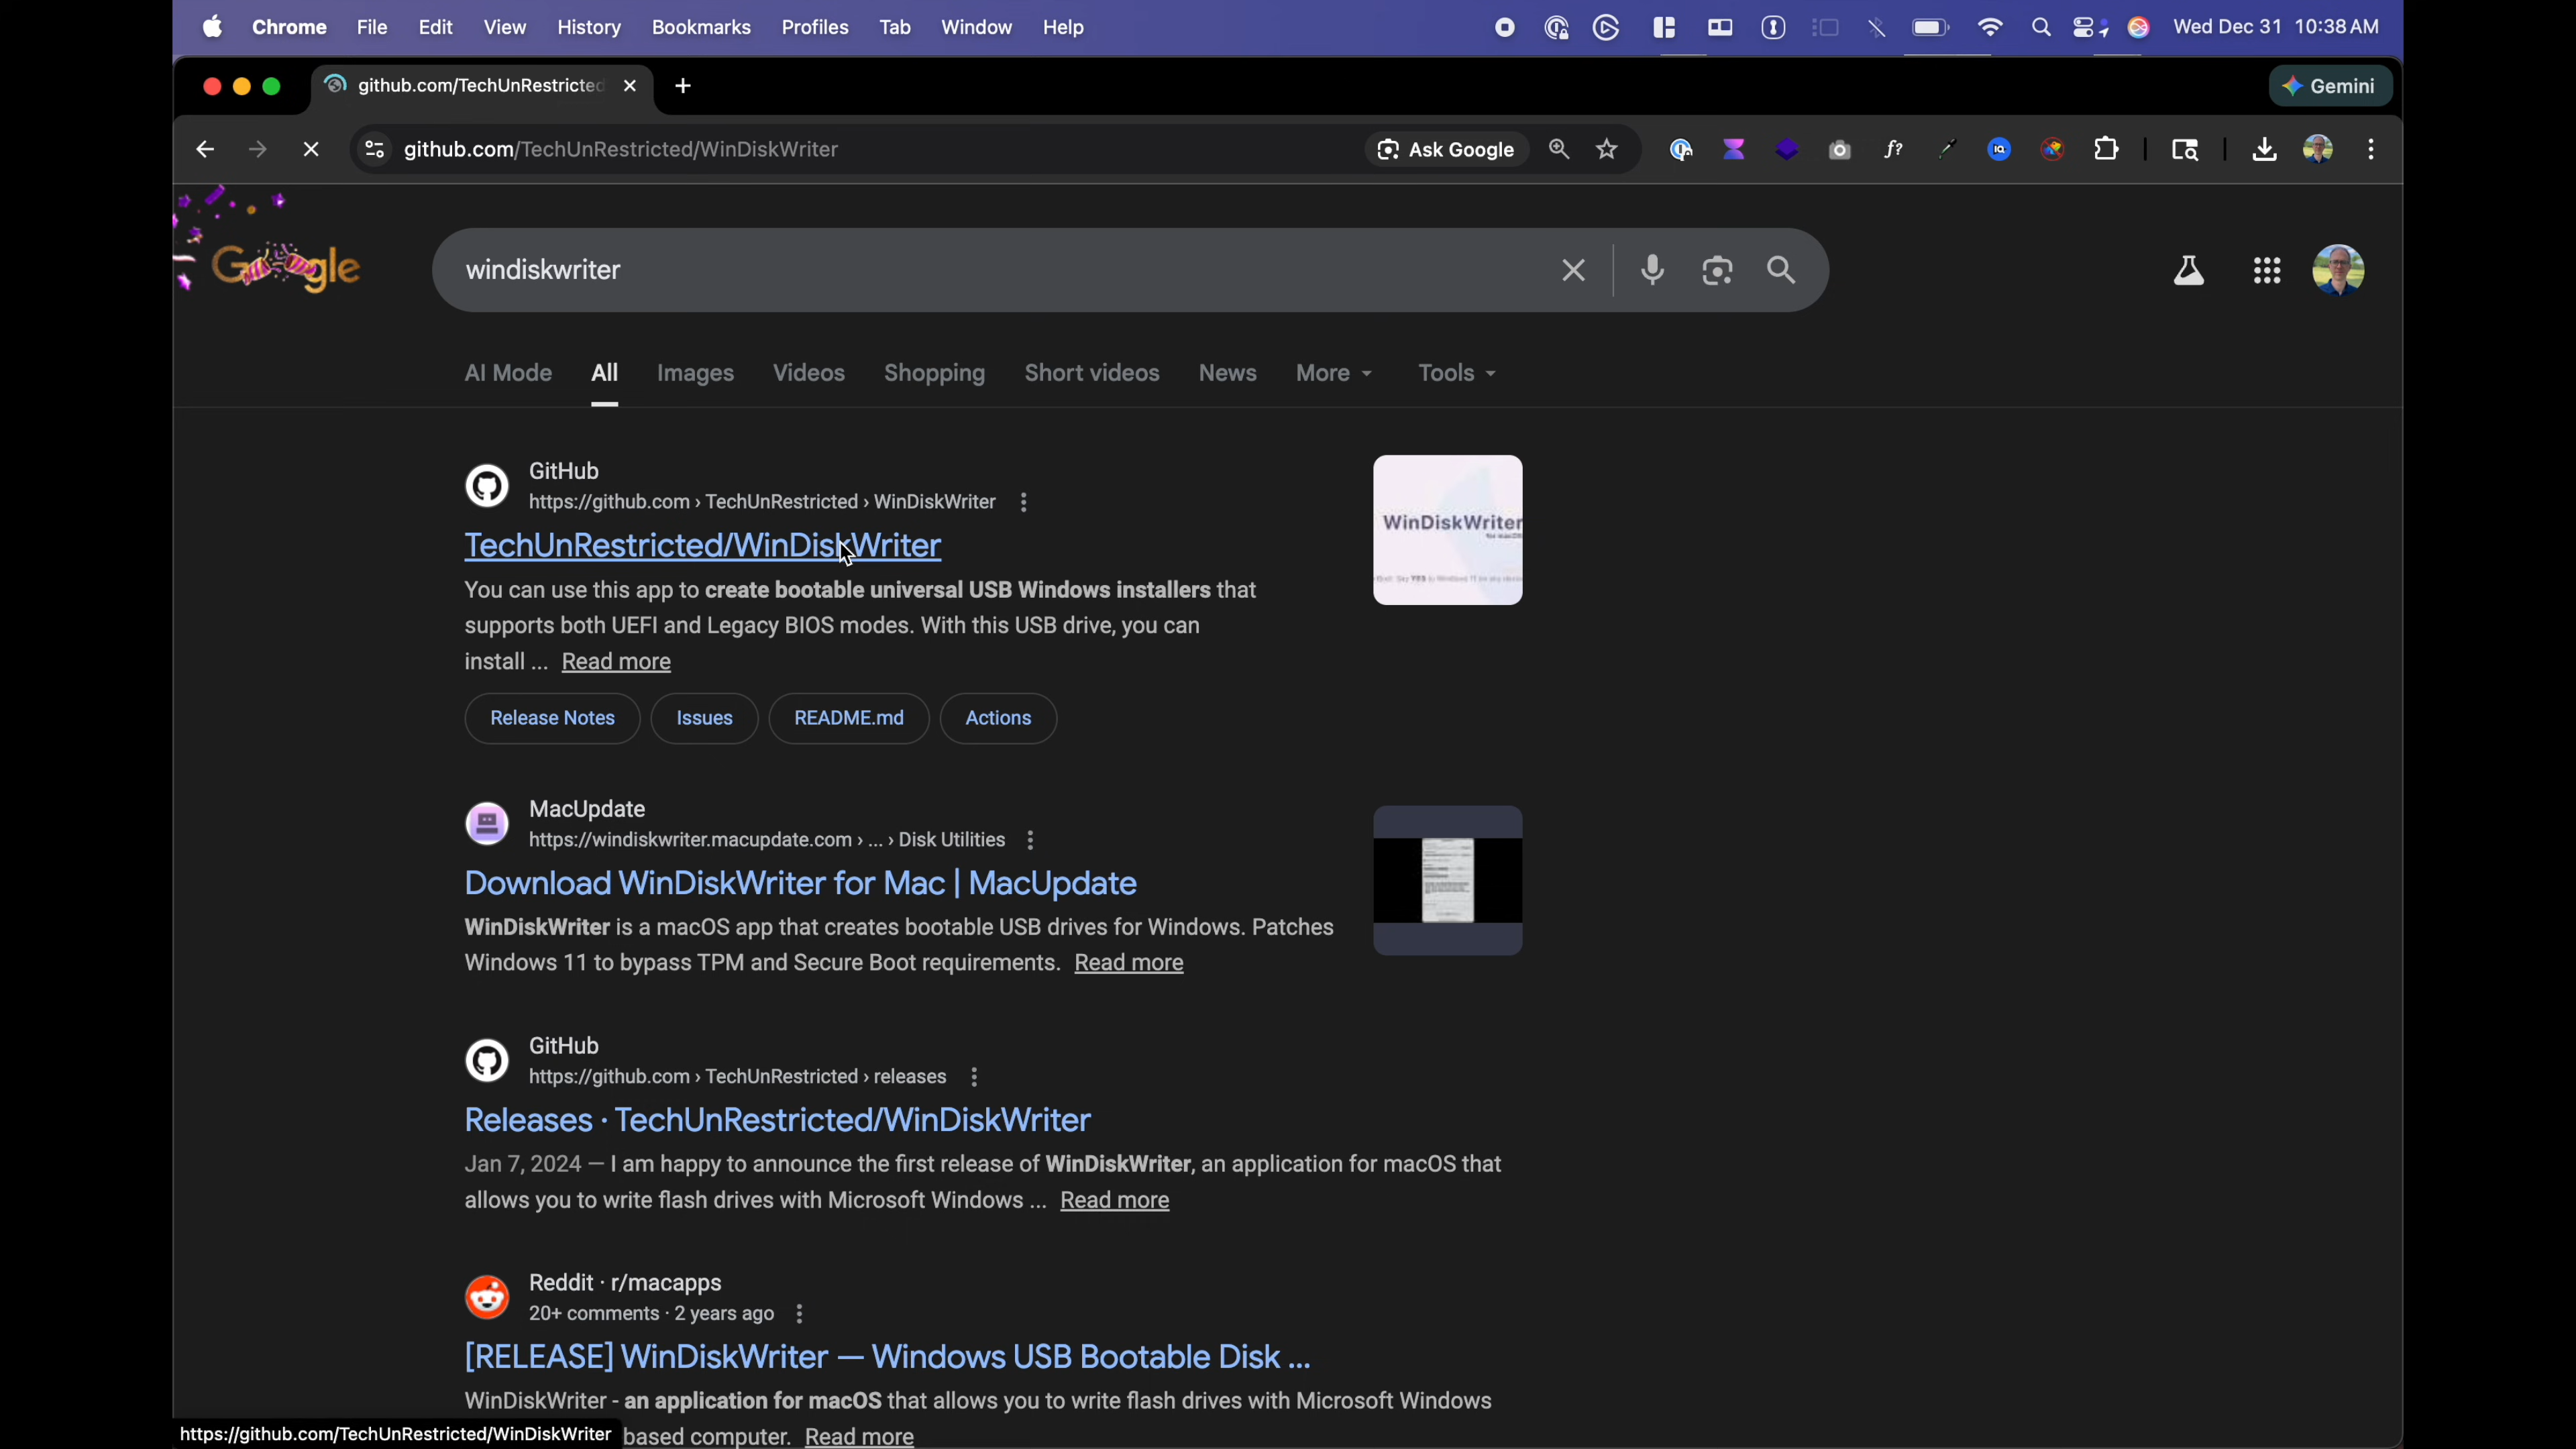 Chrome File Edit View History Bookmarks Profiles Tab Window Help Wed Dec 31 10:38 AM
github.com/TechUnRestricted
Gemini
github.com/TechUnRestricted/WinDiskWriter
Ask Google
Google
windiskwriter
AI Mode All Images Videos Shopping Short videos News More Tools
GitHub
https://github.com › TechUnRestricted › WinDiskWriter
TechUnRestricted/WinDiskWriter
You can use this app to create bootable universal USB Windows installers that
supports both UEFI and Legacy BIOS modes. With this USB drive, you can
install ... Read more
WinDiskWriter
Release Notes Issues README.md Actions
MacUpdate
https://windiskwriter.macupdate.com › ... › Disk Utilities
Download WinDiskWriter for Mac | MacUpdate
WinDiskWriter is a macOS app that creates bootable USB drives for Windows. Patches
Windows 11 to bypass TPM and Secure Boot requirements. Read more
GitHub
https://github.com › TechUnRestricted › releases
Releases · TechUnRestricted/WinDiskWriter
Jan 7, 2024 — I am happy to announce the first release of WinDiskWriter, an application for macOS that
allows you to write flash drives with Microsoft Windows ... Read more
Reddit · r/macapps
20+ comments · 2 years ago
[RELEASE] WinDiskWriter — Windows USB Bootable Disk ...
WinDiskWriter - an application for macOS that allows you to write flash drives with Microsoft Windows
based computer. Read more
https://github.com/TechUnRestricted/WinDiskWriter